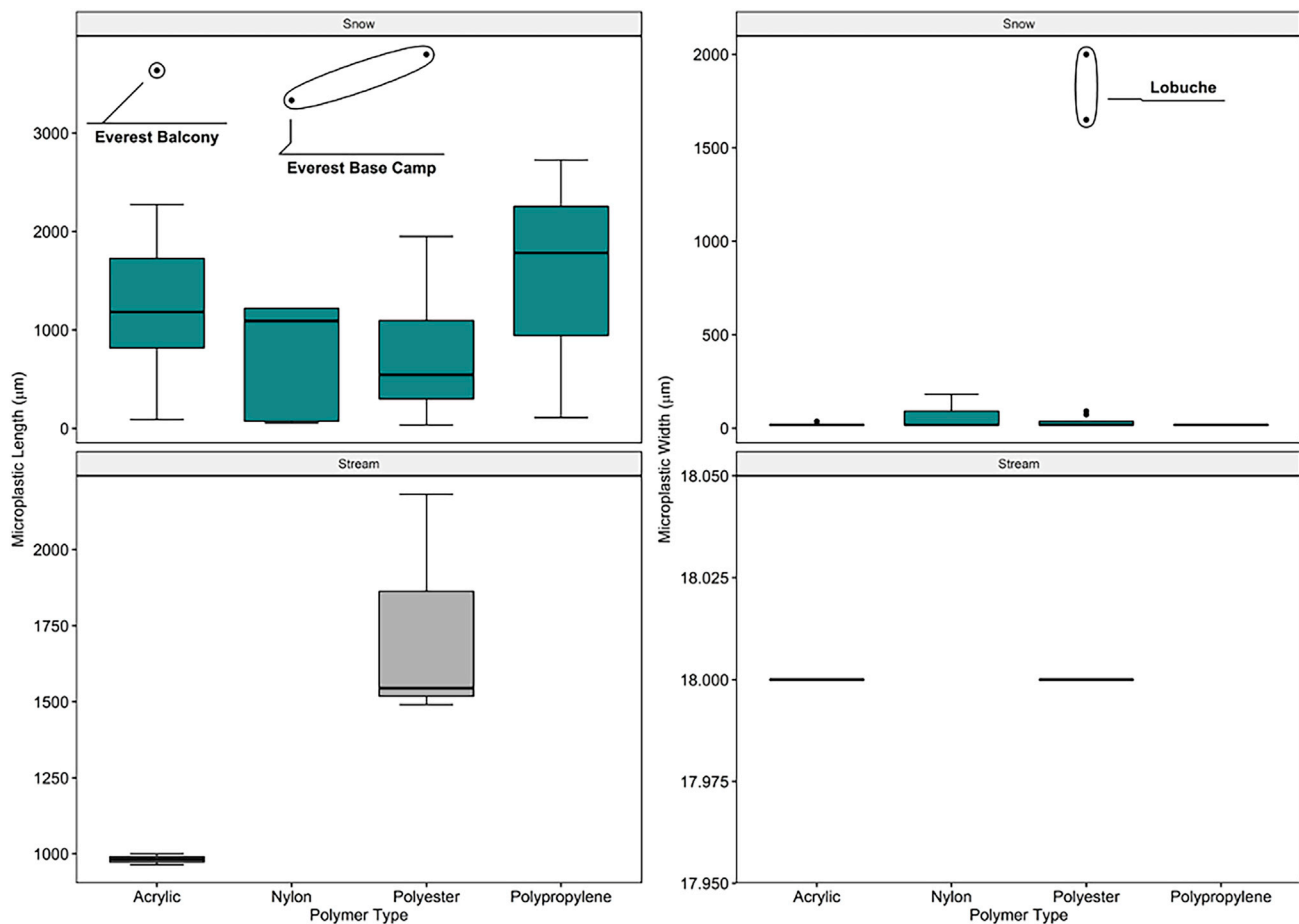 Snow
Everest Balcony
Everest Base Camp
3000
2000
1000
0
Stream
2000
1750
1500
1250
1000
Microplastic Length (μm)
Acrylic Nylon Polyester Polypropylene
Polymer Type
Snow
Lobuche
2000
1500
1000
500
0
Stream
18.050
18.025
18.000
17.975
17.950
Microplastic Width (μm)
Acrylic Nylon Polyester Polypropylene
Polymer Type